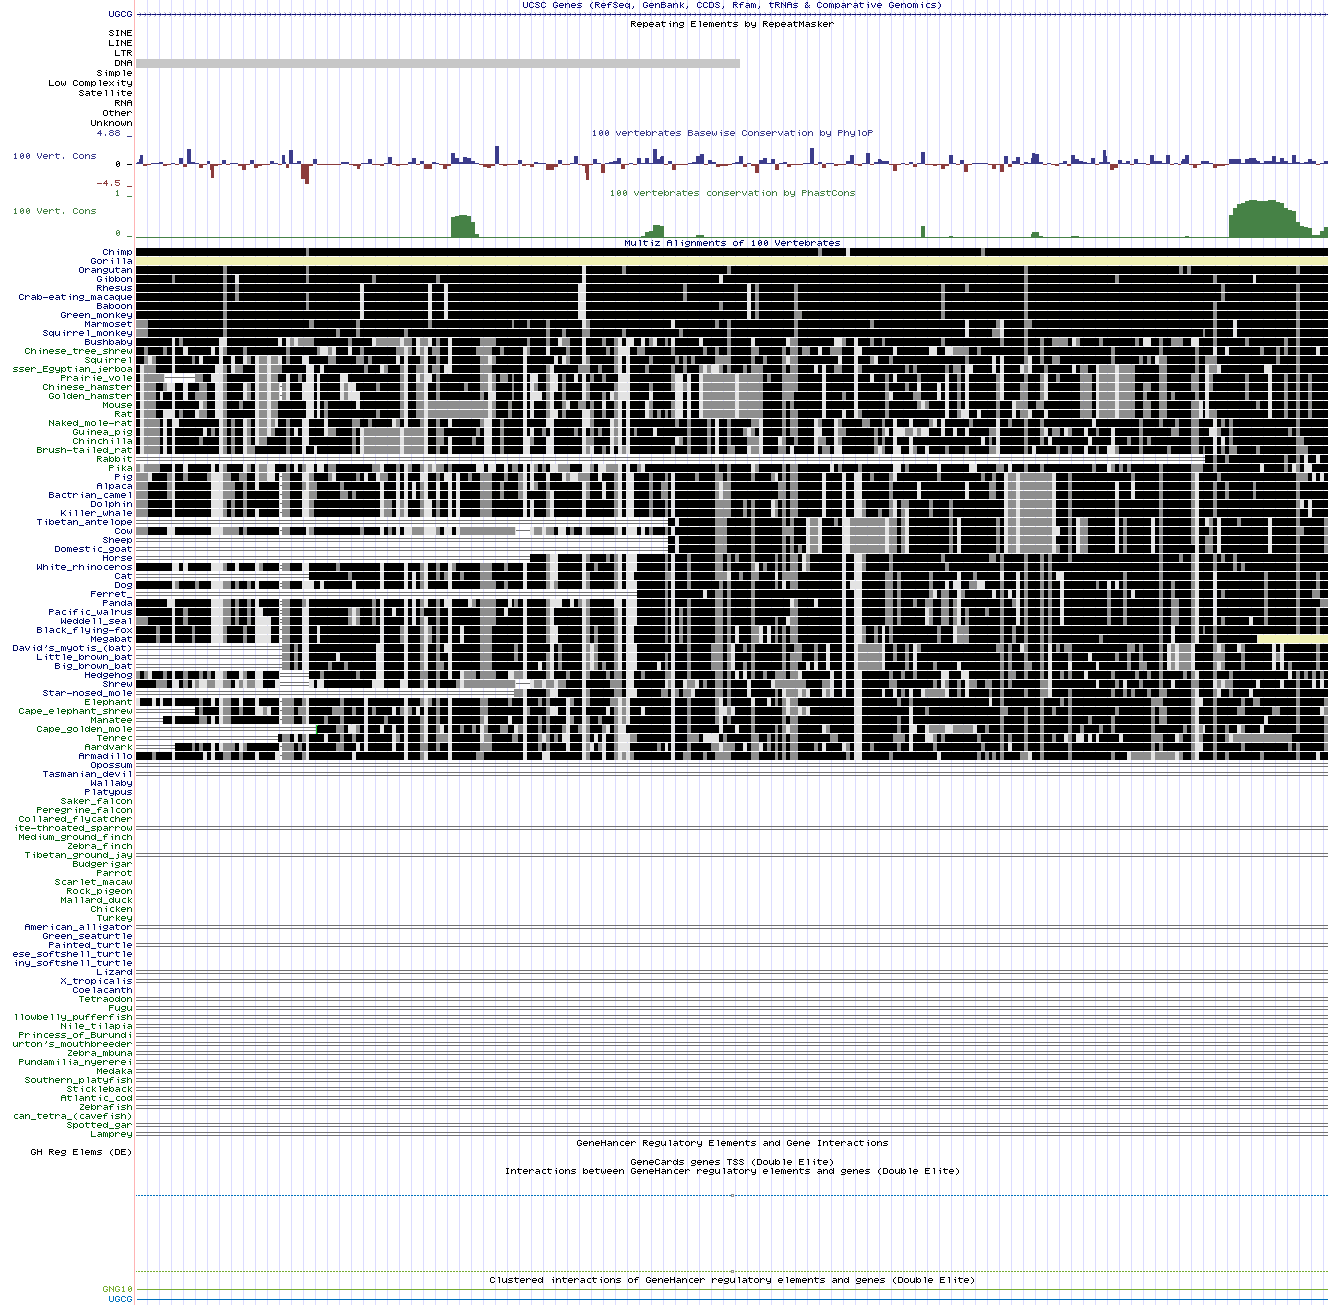 UCSC Genes (RefSeq, GenBank, CCDS, Rfam, tRNAs & Comparative Genomics)
UGCG
Repeating Elements by RepeatMasker
SINE
LINE
LTR
DNA
Simple
Low Complexity
Satellite
RNA
Other
Unknown
4.88 _
100 vertebrates Basewise Conservation by PhyloP
100 Vert. Cons
0 _
-4.5 _
100 vertebrates conservation by PhastCons
1 _
100 Vert. Cons
0 _
Multiz Alignments of 100 Vertebrates
Chimp
Gorilla
Orangutan
Gibbon
Rhesus
Crab-eating_macaque
Baboon
Green_monkey
Marmoset
Squirrel_monkey
Bushbaby
Chinese_tree_shrew
Squirrel
sser_Egyptian_jerboa
Prairie_vole
Chinese_hamster
Golden_hamster
Mouse
Rat
Naked_mole-rat
Guinea_pig
Chinchilla
Brush-tailed_rat
Rabbit
Pika
Pig
Alpaca
Bactrian_camel
Dolphin
Killer_whale
Tibetan_antelope
Cow
Sheep
Domestic_goat
Horse
White_rhinoceros
Cat
Dog
Ferret_
Panda
Pacific_walrus
Weddell_seal
Black_flying-fox
Megabat
David's_myotis_(bat)
Little_brown_bat
Big_brown_bat
Hedgehog
Shrew
Star-nosed_mole
Elephant
Cape_elephant_shrew
Manatee
Cape_golden_mole
Tenrec
Aardvark
Armadillo
Opossum
Tasmanian_devil
Wallaby
Platypus
Saker_falcon
Peregrine_falcon
Collared_flycatcher
ite-throated_sparrow
Medium_ground_finch
Zebra_finch
Tibetan_ground_jay
Budgerigar
Parrot
Scarlet_macaw
Rock_pigeon
Mallard_duck
Chicken
Turkey
American_alligator
Green_seaturtle
Painted_turtle
ese_softshell_turtle
iny_softshell_turtle
Lizard
X_tropicalis
Coelacanth
Tetraodon
Fugu
llowbelly_pufferfish
Nile_tilapia
Princess_of_Burundi
urton's_mouthbreeder
Zebra_mbuna
Pundamilia_nyererei
Medaka
Southern_platyfish
Stickleback
Atlantic_cod
Zebrafish
can_tetra_(cavefish)
Spotted_gar
Lamprey
GeneHancer Regulatory Elements and Gene Interactions
GH Reg Elems (DE)
GeneCards genes TSS (Double Elite)
Interactions between GeneHancer regulatory elements and genes (Double Elite)
Clustered interactions of GeneHancer regulatory elements and genes (Double Elite)
GNG10
UGCG